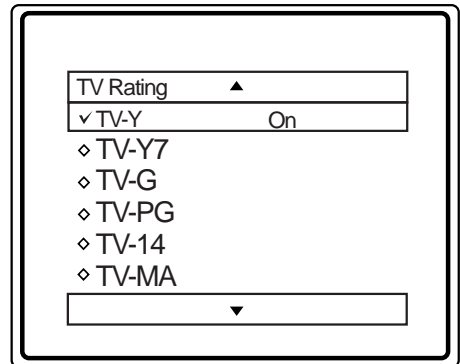 TV Rating ▲
✓ TV-Y On
⋄ TV-Y7
⋄ TV-G
⋄ TV-PG
⋄ TV-14
⋄ TV-MA
▼